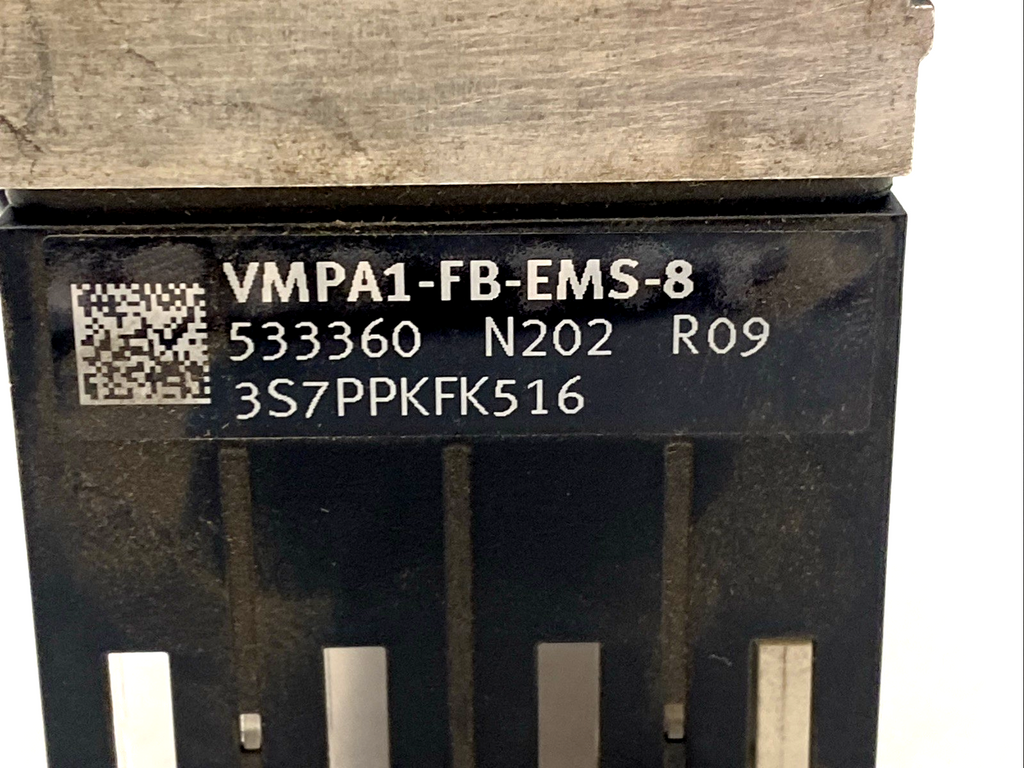 VMPA1-FB-EMS-8
533360 N202 R09
3S7PPKFK516